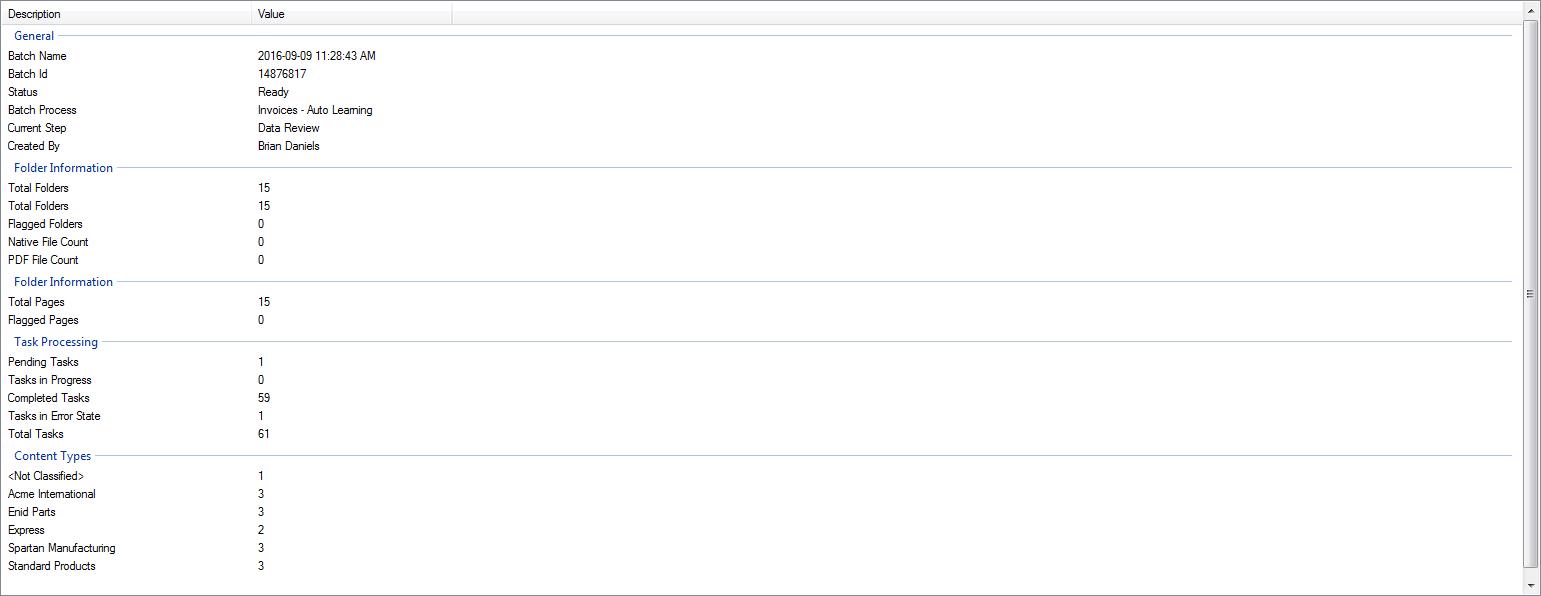 Description Value
General
Batch Name 2016-09-09 11:28:43 AM
Batch Id 14876817
Status Ready
Batch Process Invoices - Auto Learning
Current Step Data Review
Created By Brian Daniels
Folder Information
Total Folders 15
Total Folders 15
Flagged Folders 0
Native File Count 0
PDF File Count 0
Folder Information
Total Pages 15
Flagged Pages 0
Task Processing
Pending Tasks 1
Tasks in Progress 0
Completed Tasks 59
Tasks in Error State 1
Total Tasks 61
Content Types
<Not Classified> 1
Acme International 3
Enid Parts 3
Express 2
Spartan Manufacturing 3
Standard Products 3